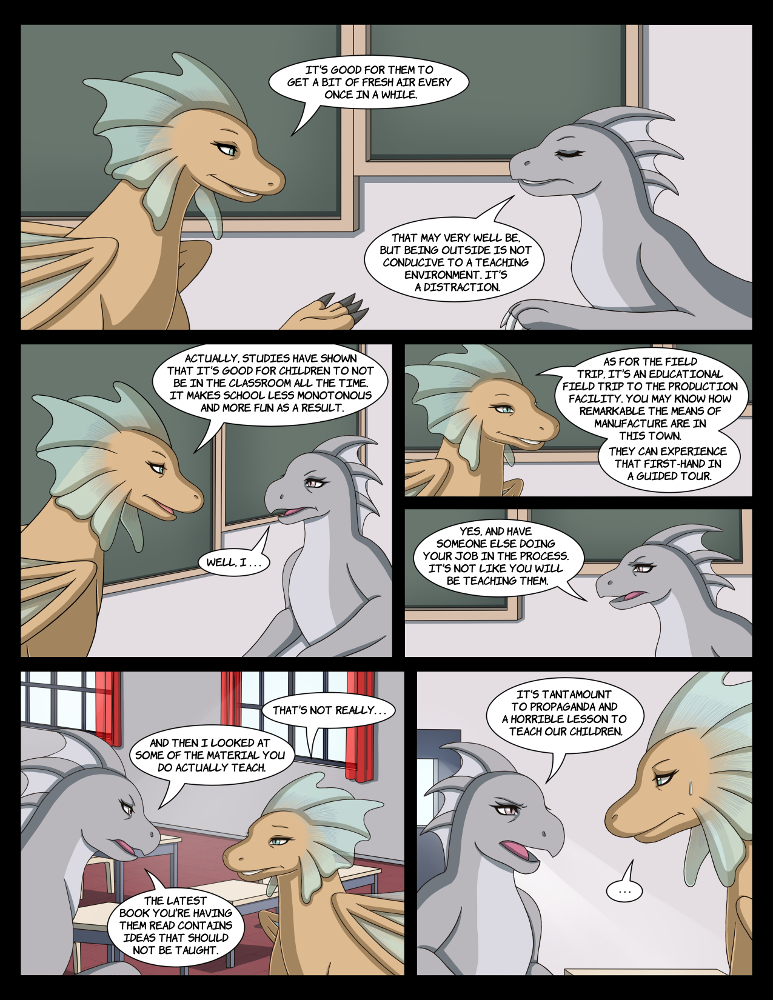 IT'S GOOD FOR THEM TO
GET A BIT OF FRESH AIR EVERY
ONCE IN A WHILE.
THAT MAY VERY WELL BE,
BUT BEING OUTSIDE IS NOT
CONDUCIVE TO A TEACHING
ENVIRONMENT. IT'S
A DISTRACTION.
ACTUALLY, STUDIES HAVE SHOWN
THAT IT'S GOOD FOR CHILDREN TO NOT
BE IN THE CLASSROOM ALL THE TIME.
IT MAKES SCHOOL LESS MONOTONOUS
AND MORE FUN AS A RESULT.
WELL, I ...
AS FOR THE FIELD
TRIP, IT'S AN EDUCATIONAL
FIELD TRIP TO THE PRODUCTION
FACILITY. YOU MAY KNOW HOW
REMARKABLE THE MEANS OF
MANUFACTURE ARE IN
THIS TOWN.
THEY CAN EXPERIENCE
THAT FIRST-HAND IN
A GUIDED TOUR.
YES, AND HAVE
SOMEONE ELSE DOING
YOUR JOB IN THE PROCESS.
IT'S NOT LIKE YOU WILL
BE TEACHING THEM.
THAT'S NOT REALLY...
AND THEN I LOOKED AT
SOME OF THE MATERIAL YOU
DO ACTUALLY TEACH.
THE LATEST
BOOK YOU'RE HAVING
THEM READ CONTAINS
IDEAS THAT SHOULD
NOT BE TAUGHT.
IT'S TANTAMOUNT
TO PROPAGANDA AND
A HORRIBLE LESSON TO
TEACH OUR CHILDREN.
...